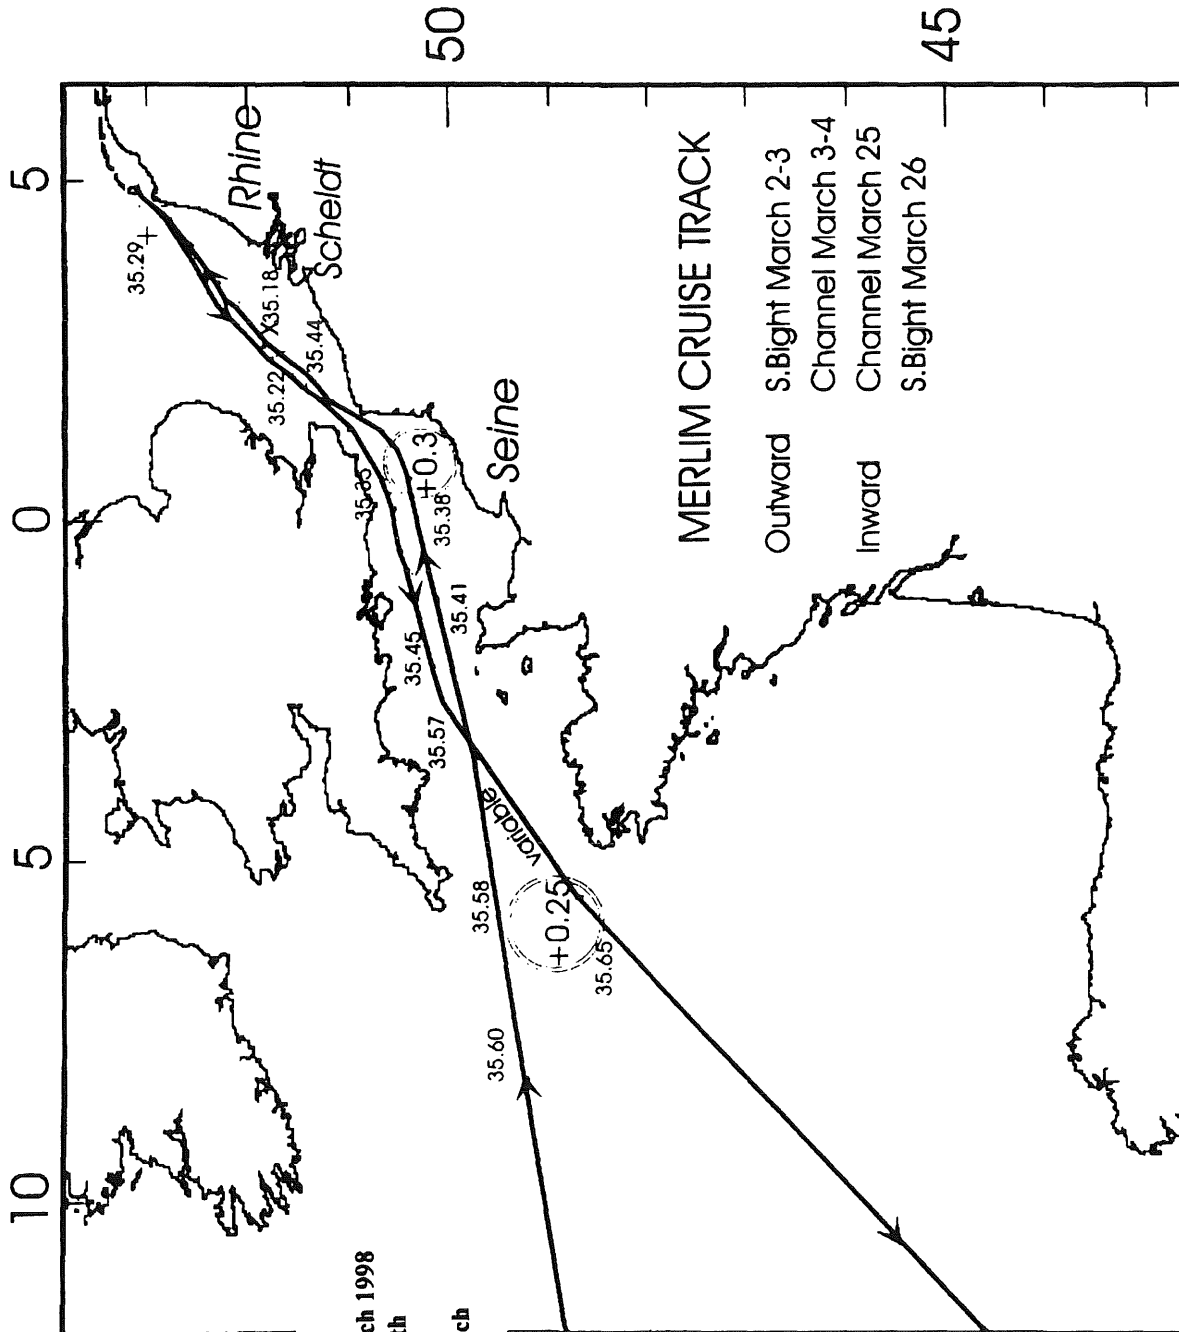 10
5
0
5
50
45
Rhine
Scheldt
Seine
35.29
X35.18
35.22
35.44
35.35
+0.3
35.38
35.41
35.45
35.57
variable
35.58
+0.25
35.65
35.60
MERLIM CRUISE TRACK
Outward S.Bight March 2-3
Channel March 3-4
Inward Channel March 25
S.Bight March 26
ch 1998
th
ch